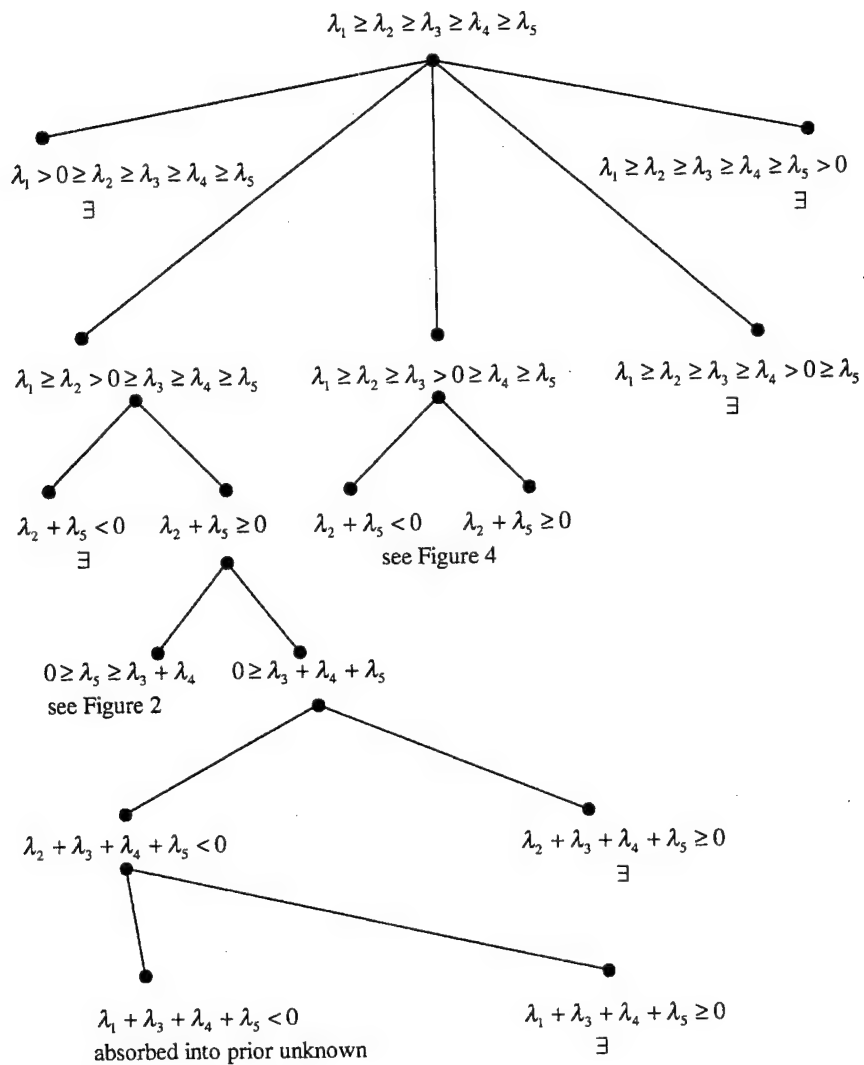 λ₁ ≥ λ₂ ≥ λ₃ ≥ λ₄ ≥ λ₅
λ₁ > 0 ≥ λ₂ ≥ λ₃ ≥ λ₄ ≥ λ₅
∃
λ₁ ≥ λ₂ ≥ λ₃ ≥ λ₄ ≥ λ₅ > 0
∃
λ₁ ≥ λ₂ > 0 ≥ λ₃ ≥ λ₄ ≥ λ₅
λ₁ ≥ λ₂ ≥ λ₃ > 0 ≥ λ₄ ≥ λ₅
λ₁ ≥ λ₂ ≥ λ₃ ≥ λ₄ > 0 ≥ λ₅
∃
λ₂ + λ₅ < 0
∃
λ₂ + λ₅ ≥ 0
λ₂ + λ₅ < 0
λ₂ + λ₅ ≥ 0
see Figure 4
0 ≥ λ₅ ≥ λ₃ + λ₄
see Figure 2
0 ≥ λ₃ + λ₄ + λ₅
λ₂ + λ₃ + λ₄ + λ₅ < 0
λ₂ + λ₃ + λ₄ + λ₅ ≥ 0
∃
λ₁ + λ₃ + λ₄ + λ₅ < 0
absorbed into prior unknown
λ₁ + λ₃ + λ₄ + λ₅ ≥ 0
∃